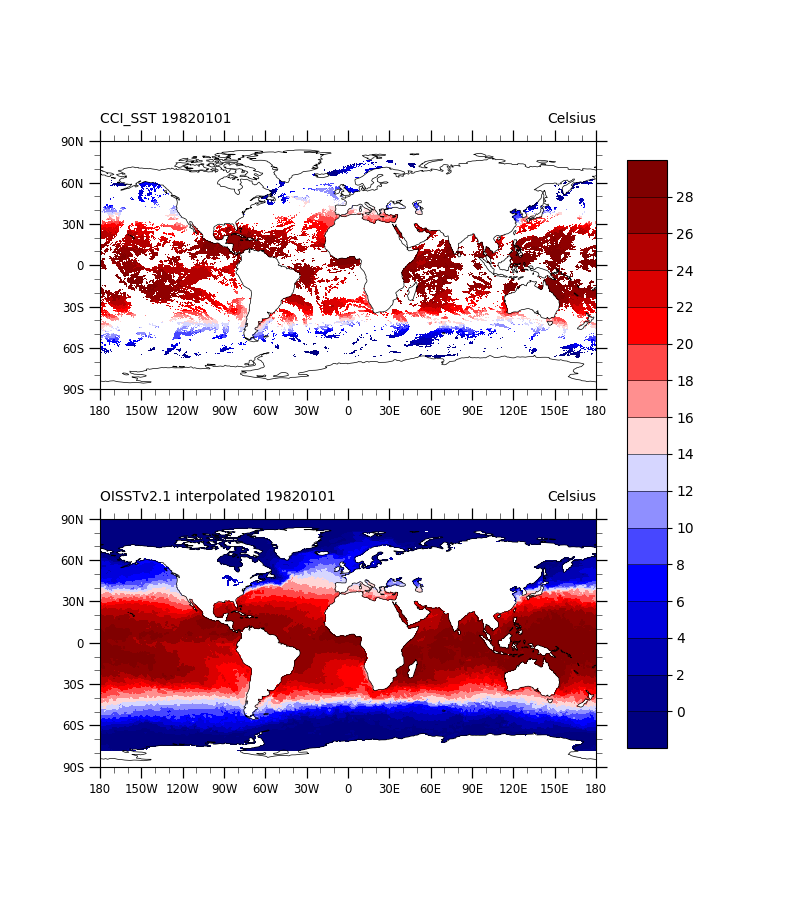 CCI_SST 19820101 Celsius
90N
60N
30N
0
30S
60S
90S
180 150W 120W 90W 60W 30W 0 30E 60E 90E 120E 150E 180
28
26
24
22
20
18
16
14
12
10
8
6
4
2
0
OISSTv2.1 interpolated 19820101 Celsius
90N
60N
30N
0
30S
60S
90S
180 150W 120W 90W 60W 30W 0 30E 60E 90E 120E 150E 180